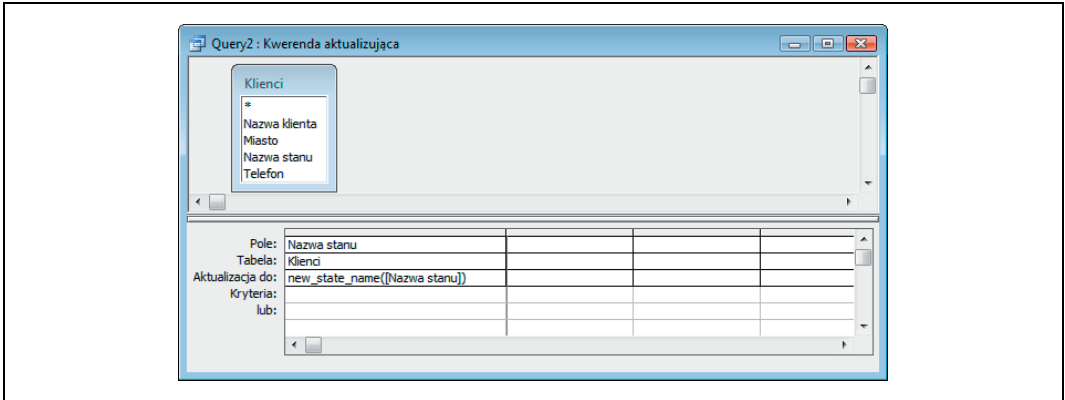 Query2 : Kwerenda aktualizująca
Klienci
*
Nazwa klienta
Miasto
Nazwa stanu
Telefon
Pole: Nazwa stanu
Tabela: Klienci
Aktualizacja do: new_state_name([Nazwa stanu])
Kryteria:
lub: